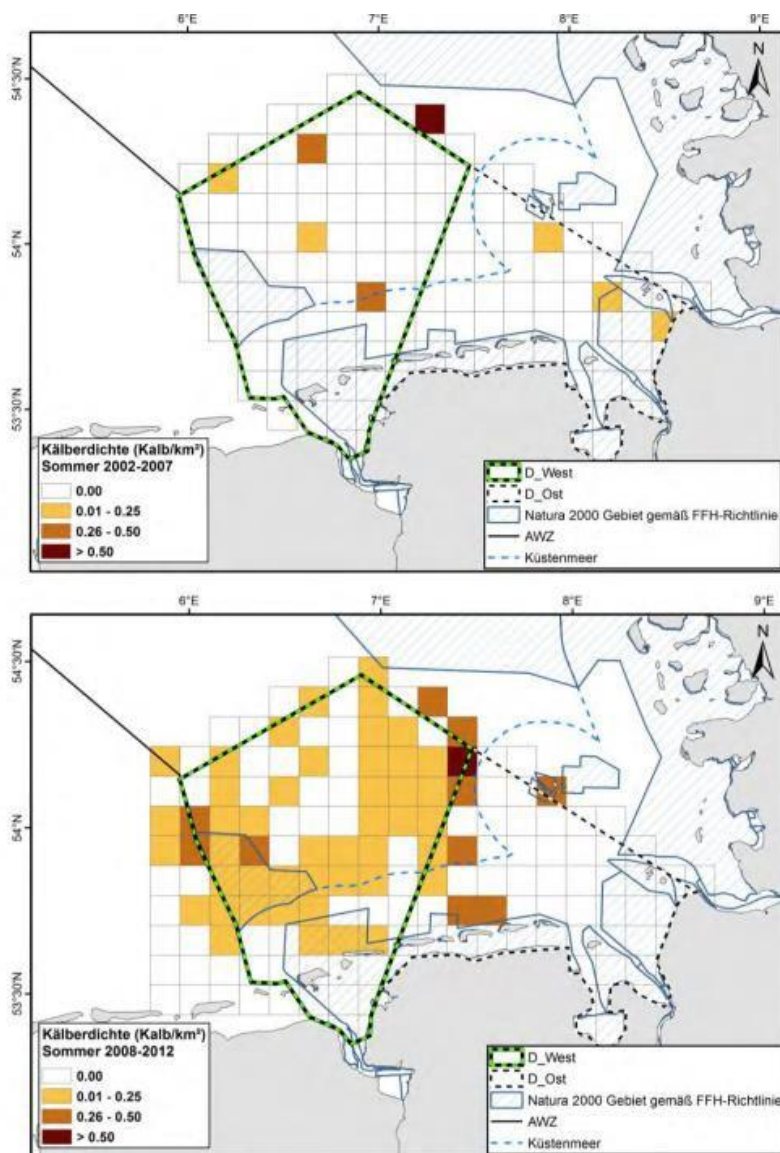 6°E 7°E 8°E 9°E
54°30'N
54°N
53°30'N
N
Kälberdichte (Kalb/km²)
Sommer 2002-2007
0.00
0.01 - 0.25
0.26 - 0.50
> 0.50
D_West
D_Ost
Natura 2000 Gebiet gemäß FFH-Richtlinie
AWZ
Küstenmeer
6°E 7°E 8°E 9°E
54°30'N
54°N
53°30'N
N
Kälberdichte (Kalb/km²)
Sommer 2008-2012
0.00
0.01 - 0.25
0.26 - 0.50
> 0.50
D_West
D_Ost
Natura 2000 Gebiet gemäß FFH-Richtlinie
AWZ
Küstenmeer